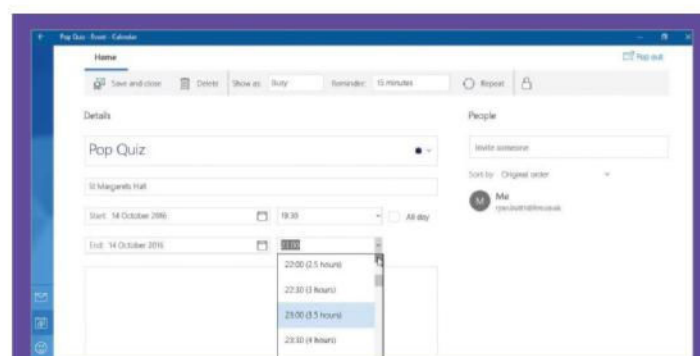 Pop Quiz - Event - Calendar
Home
Pop out
Save and close Delete Show as: Busy Reminder: 15 minutes Repeat
Details
People
Pop Quiz
Invite someone
St Margarets Hall
Sort by: Original order
Start: 14 October 2016 19:30 All day
Me
End: 14 October 2016 23:00
22:00 (2.5 hours)
22:30 (3 hours)
23:00 (3.5 hours)
23:30 (4 hours)
M